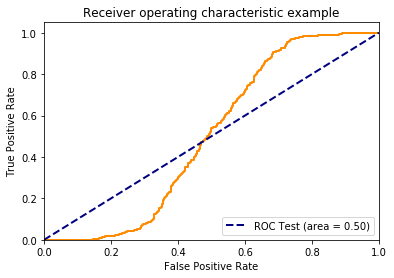 Receiver operating characteristic example
True Positive Rate
1.0
0.8
0.6
0.4
0.2
0.0
ROC Test (area = 0.50)
0.0 0.2 0.4 0.6 0.8 1.0
False Positive Rate